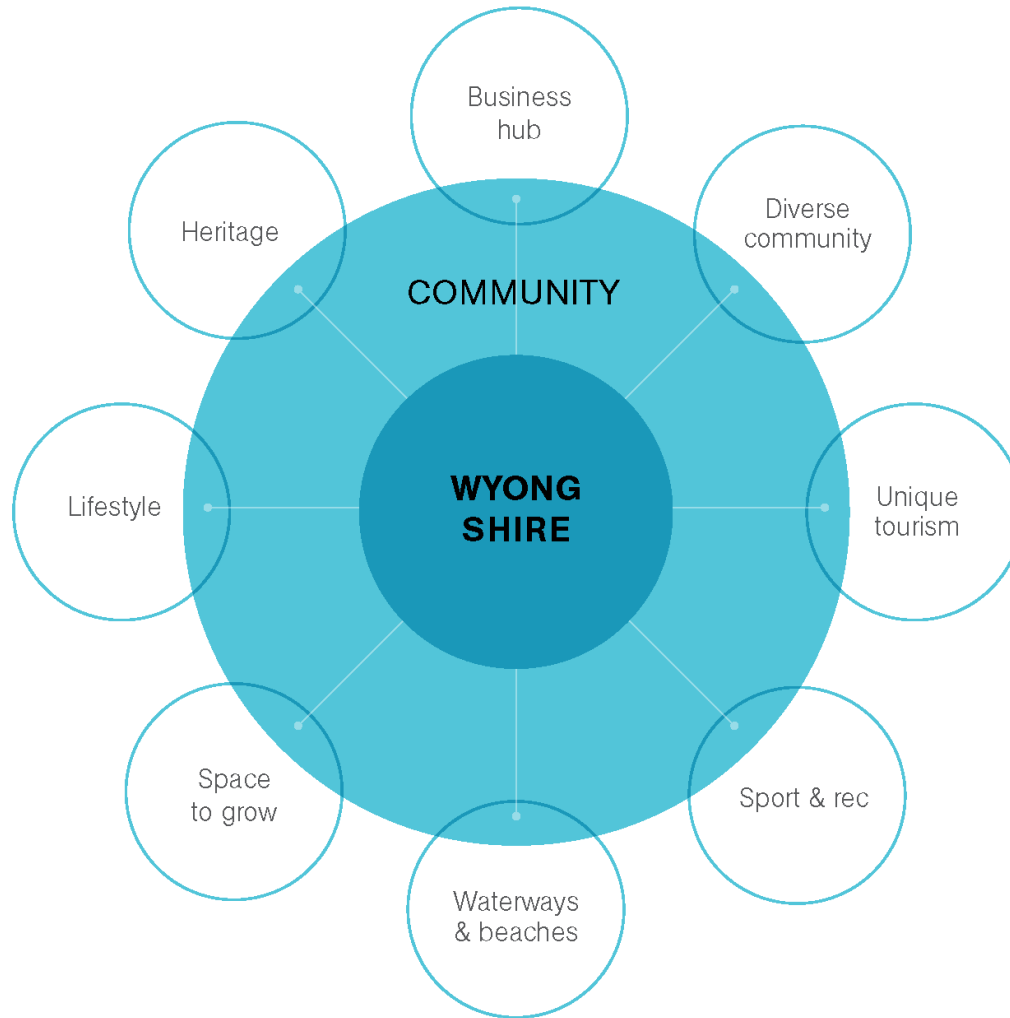 Business
hub
Diverse
community
Heritage
COMMUNITY
Lifestyle
WYONG
SHIRE
Unique
tourism
Space
to grow
Sport & rec
Waterways
& beaches